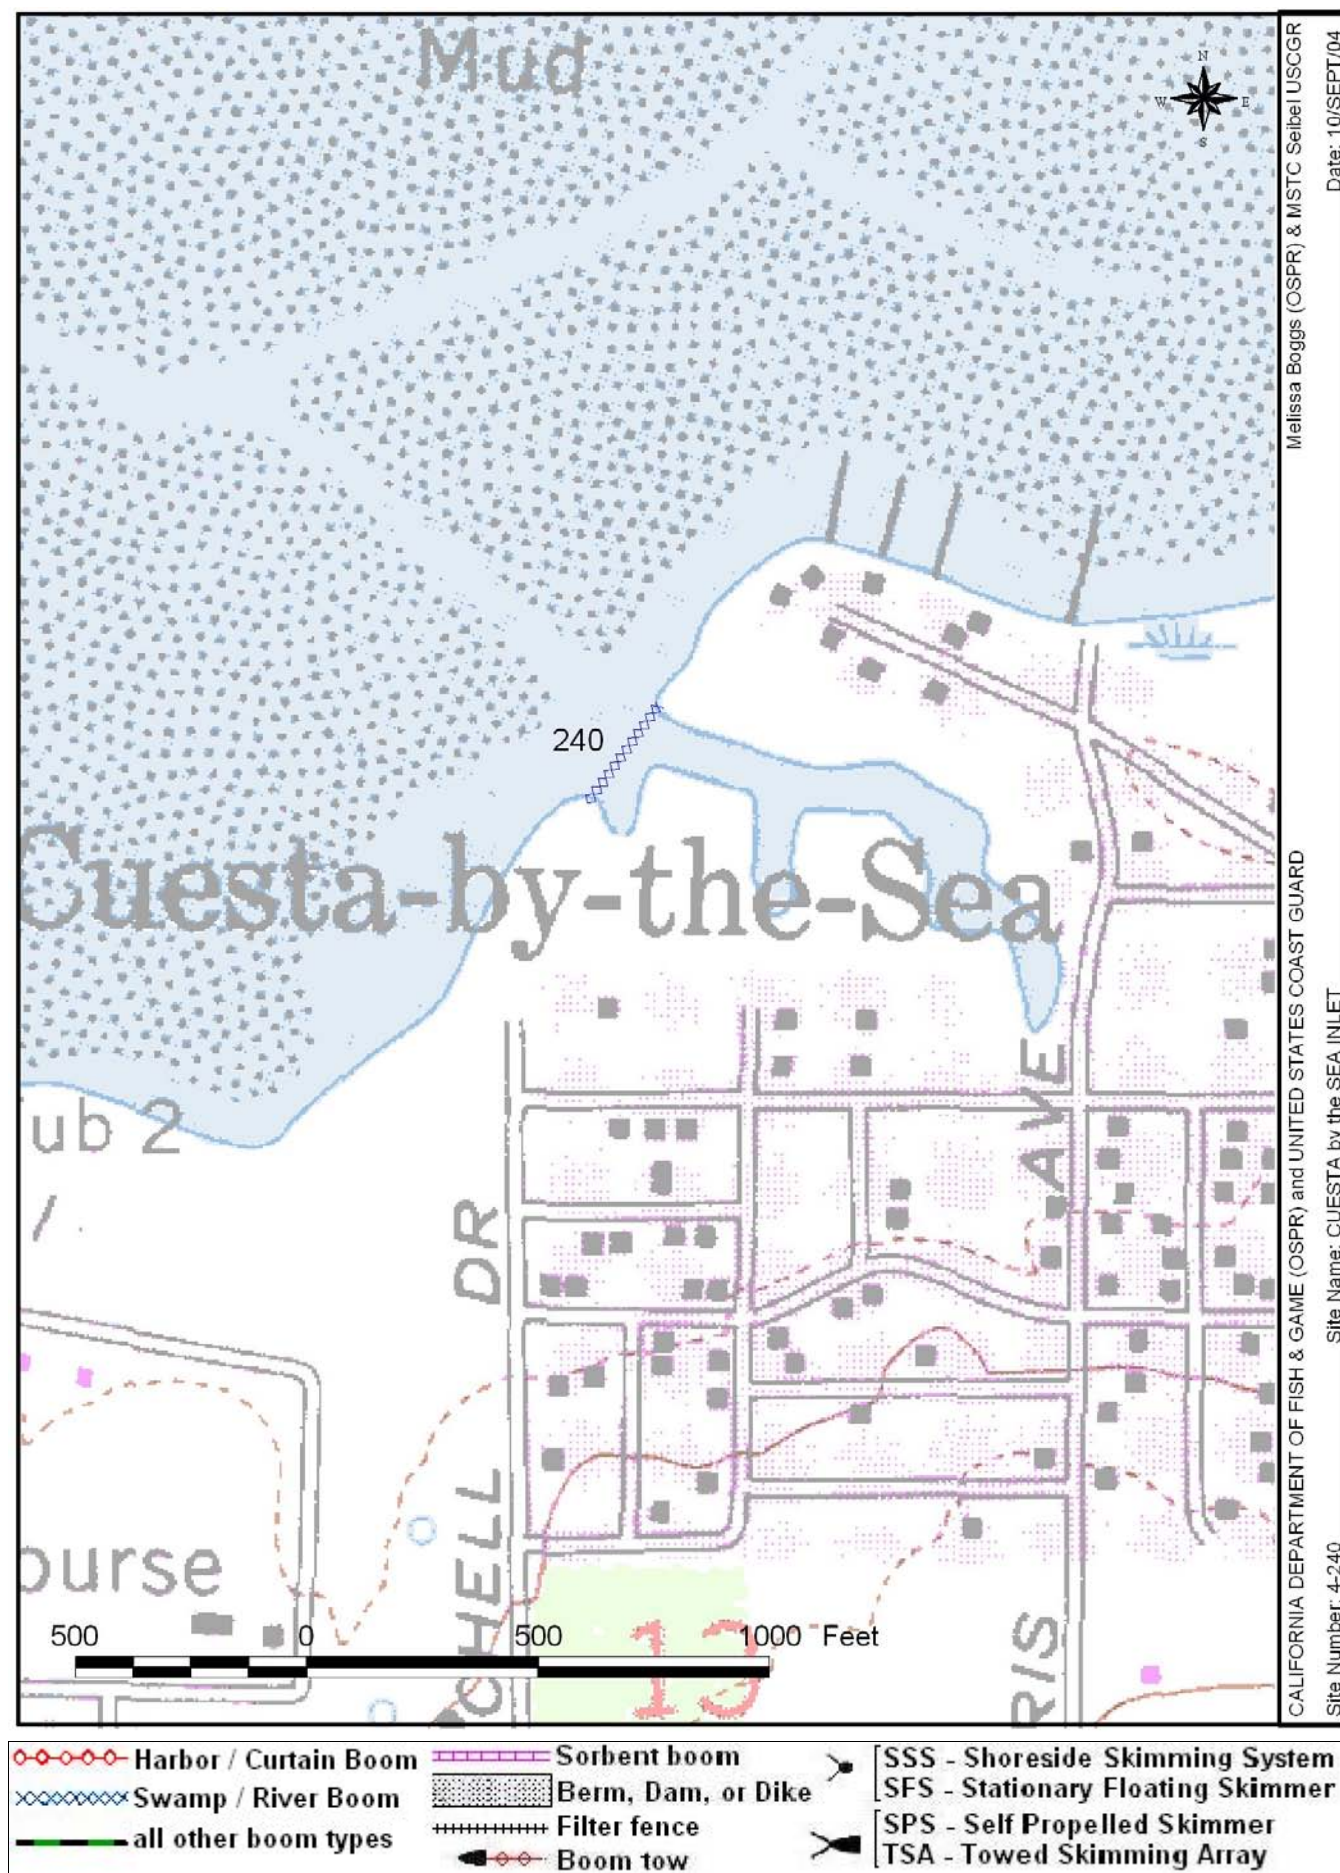 Mud
N
W E
S
240
Cuesta-by-the-Sea
ub 2
AVE
DR
CHELL
ourse
RIS
13
500 0 500 1000 Feet
CALIFORNIA DEPARTMENT OF FISH & GAME (OSPR) and UNITED STATES COAST GUARD Melissa Boggs (OSPR) & MSTC Seibel USCGR
Site Number: 4-240 Site Name: CUESTA by the SEA INLET Date: 10/SEPT/04
Harbor / Curtain Boom
Swamp / River Boom
all other boom types
Sorbent boom
Berm, Dam, or Dike
Filter fence
Boom tow
SSS - Shoreside Skimming System
SFS - Stationary Floating Skimmer
SPS - Self Propelled Skimmer
TSA - Towed Skimming Array